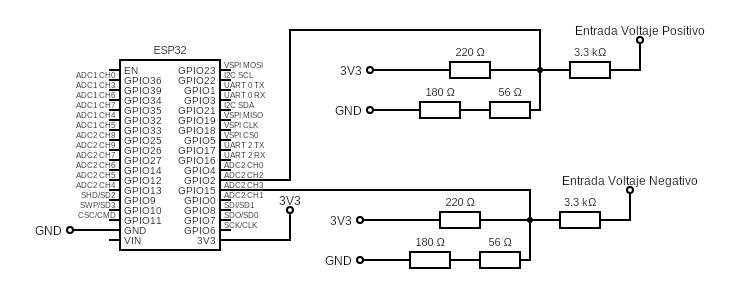 Entrada Voltaje Positivo
220 Ω
3.3 kΩ
3V3
180 Ω
56 Ω
GND
ESP32
VSPI MOSI
EN GPIO23
I2C SCL
ADC1 CH0 GPIO36 GPIO22
UART 0 TX
ADC1 CH3 GPIO39 GPIO1
UART 0 RX
ADC1 CH6 GPIO34 GPIO3
I2C SDA
ADC1 CH7 GPIO35 GPIO21
VSPI MISO
ADC1 CH4 GPIO32 GPIO19
VSPI CLK
ADC1 CH5 GPIO33 GPIO18
VSPI CS0
ADC2 CH8 GPIO25 GPIO5
UART 2 TX
ADC2 CH9 GPIO26 GPIO17
UART 2 RX
ADC2 CH7 GPIO27 GPIO16
ADC2 CH0
ADC2 CH6 GPIO14 GPIO4
ADC2 CH2
ADC2 CH5 GPIO12 GPIO2
ADC2 CH3
ADC2 CH4 GPIO13 GPIO15
ADC2 CH1
SHD/SD2 GPIO9 GPIO0
SDI/SD1
SWP/SD3 GPIO10 GPIO8
SDO/SD0
CSC/CMD GPIO11 GPIO7
SCK/CLK
GND GND GPIO6
VIN 3V3
3V3
Entrada Voltaje Negativo
220 Ω
3.3 kΩ
3V3
180 Ω
56 Ω
GND